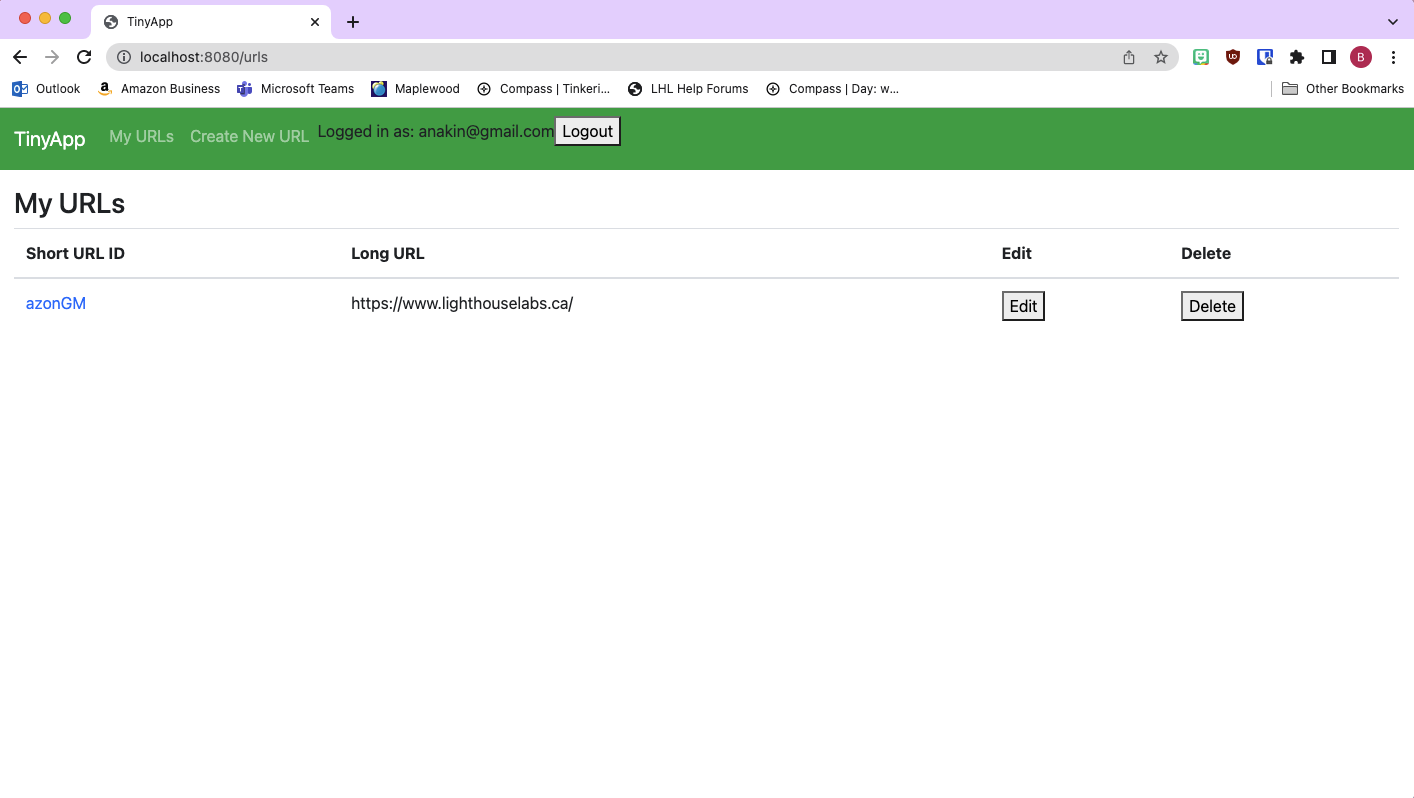 TinyApp
localhost:8080/urls
B
Outlook Amazon Business Microsoft Teams Maplewood Compass | Tinkeri... LHL Help Forums Compass | Day: w... Other Bookmarks
TinyApp My URLs Create New URL Logged in as: anakin@gmail.com Logout
My URLs
Short URL ID Long URL Edit Delete
azonGM https://www.lighthouselabs.ca/ Edit Delete